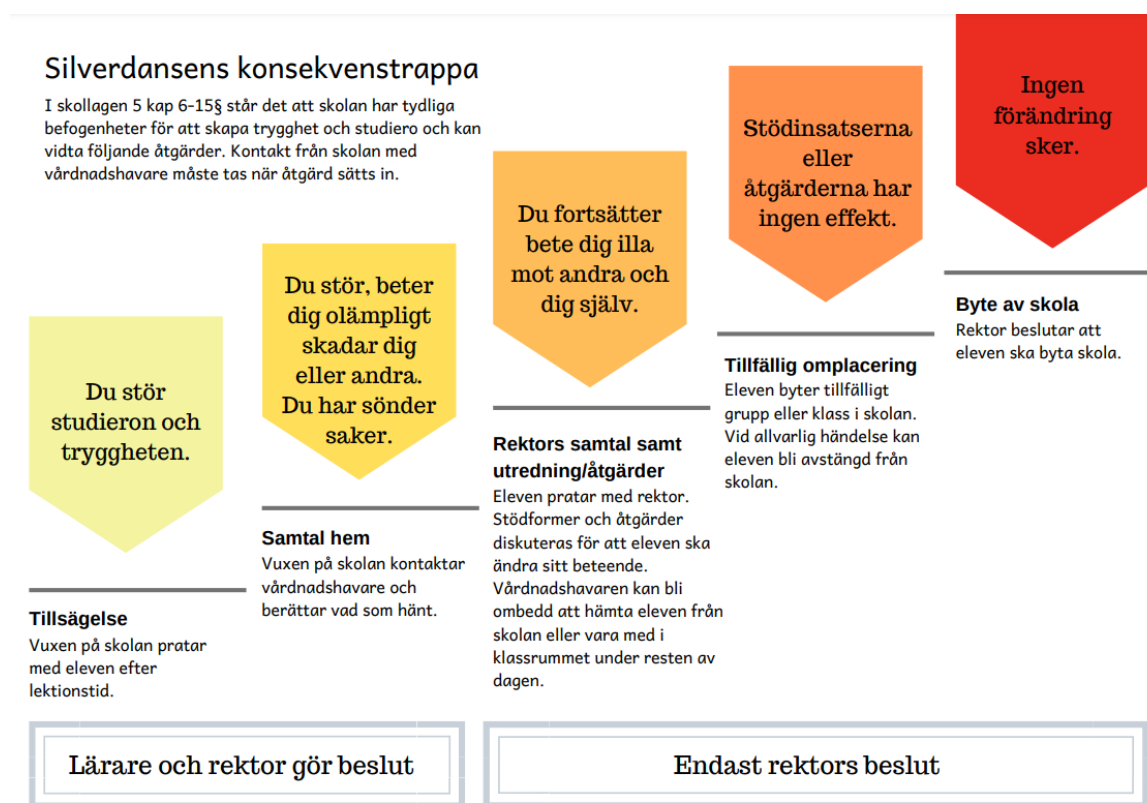 Silverdansens konsekvenstrappa
I skollagen 5 kap 6-15§ står det att skolan har tydliga
befogenheter för att skapa trygghet och studiero och kan
vidta följande åtgärder. Kontakt från skolan med
vårdnadshavare måste tas när åtgärd sätts in.
Du stör
studieron och
tryggheten.
Tillsägelse
Vuxen på skolan pratar
med eleven efter
lektionstid.
Du stör, beter
dig olämpligt
skadar dig
eller andra.
Du har sönder
saker.
Samtal hem
Vuxen på skolan kontaktar
vårdnadshavare och
berättar vad som hänt.
Du fortsätter
bete dig illa
mot andra och
dig själv.
Rektors samtal samt
utredning/åtgärder
Eleven pratar med rektor.
Stödformer och åtgärder
diskuteras för att eleven ska
ändra sitt beteende.
Vårdnadshavaren kan bli
ombedd att hämta eleven från
skolan eller vara med i
klassrummet under resten av
dagen.
Stödinsatserna
eller
åtgärderna har
ingen effekt.
Tillfällig omplacering
Eleven byter tillfälligt
grupp eller klass i skolan.
Vid allvarlig händelse kan
eleven bli avstängd från
skolan.
Ingen
förändring
sker.
Byte av skola
Rektor beslutar att
eleven ska byta skola.
Lärare och rektor gör beslut
Endast rektors beslut